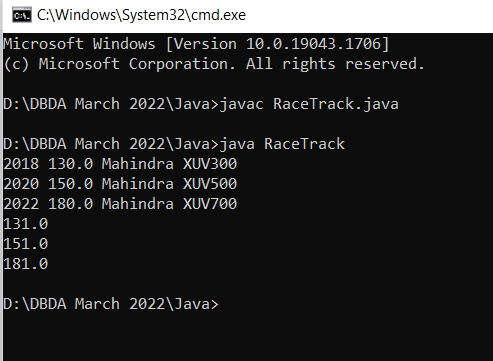 C:\Windows\System32\cmd.exe
Microsoft Windows [Version 10.0.19043.1706]
(c) Microsoft Corporation. All rights reserved.
D:\DBDA March 2022\Java>javac RaceTrack.java
D:\DBDA March 2022\Java>java RaceTrack
2018 130.0 Mahindra XUV300
2020 150.0 Mahindra XUV500
2022 180.0 Mahindra XUV700
131.0
151.0
181.0
D:\DBDA March 2022\Java>